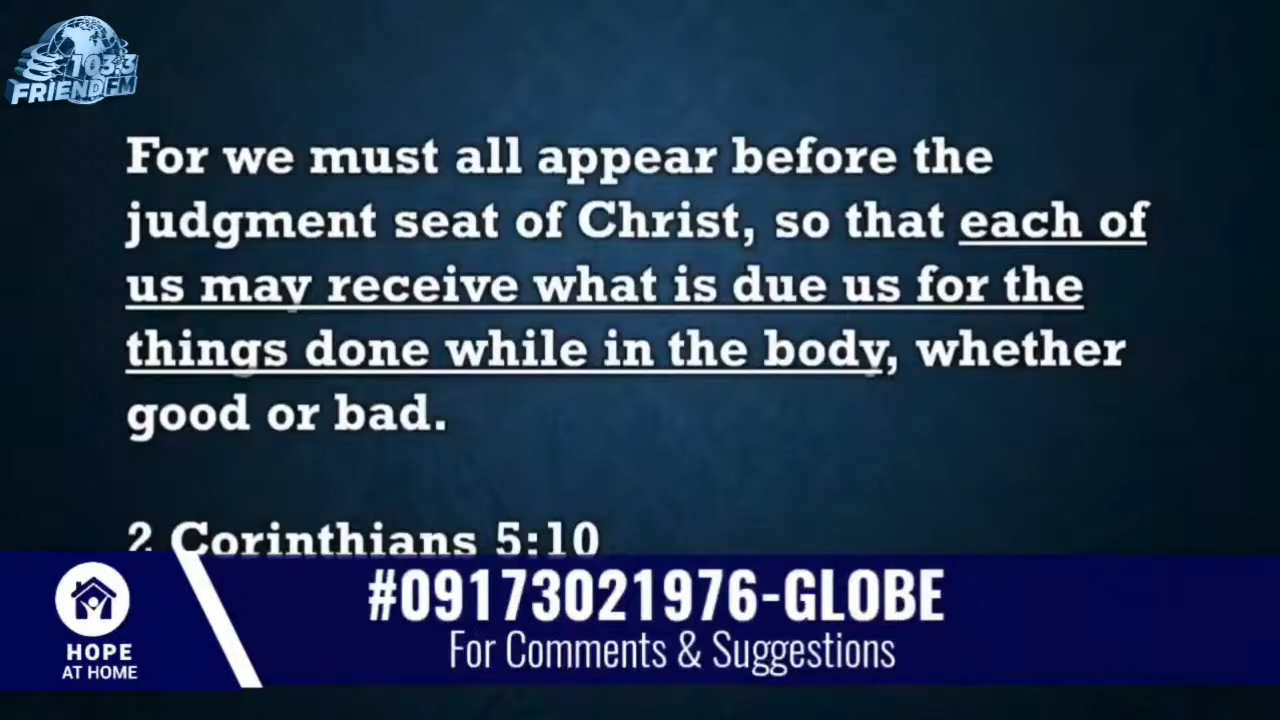 103.3
FRIEND FM
For we must all appear before the
judgment seat of Christ, so that each of
us may receive what is due us for the
things done while in the body, whether
good or bad.
2 Corinthians 5:10
#09173021976-GLOBE
For Comments & Suggestions
HOPE
AT HOME